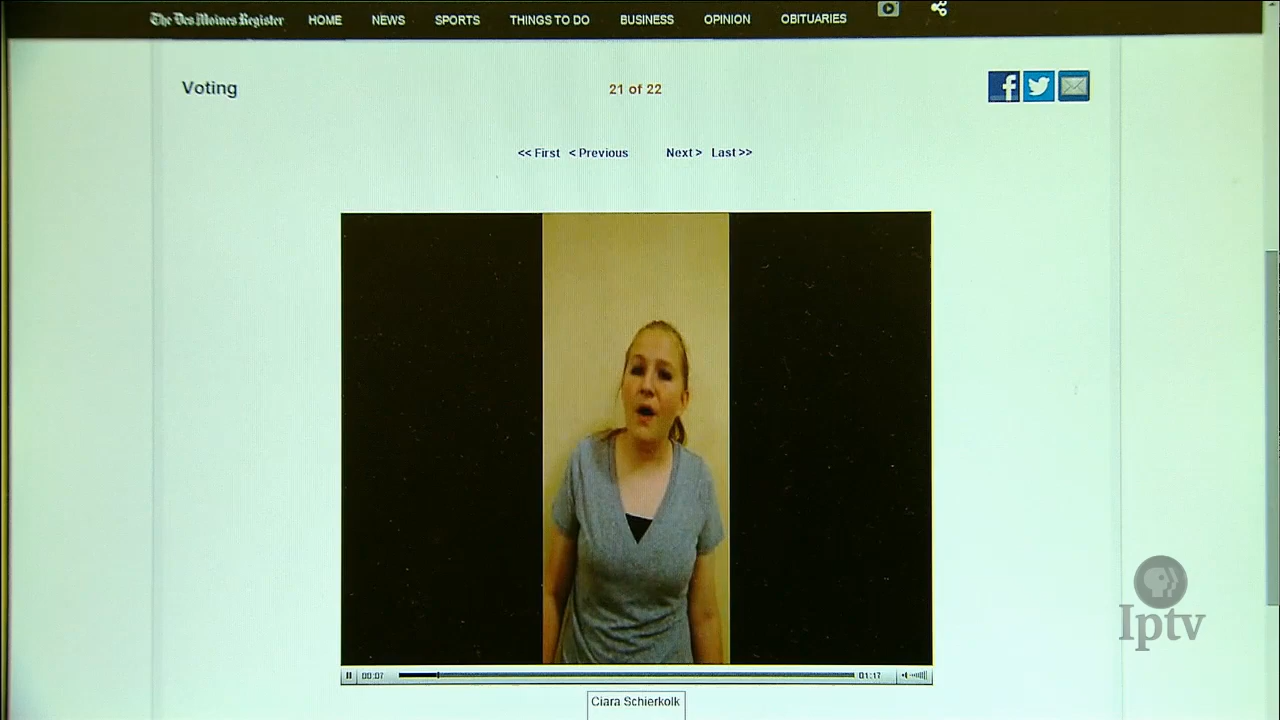 The Des Moines Register HOME NEWS SPORTS THINGS TO DO BUSINESS OPINION OBITUARIES
Voting
21 of 22
<< First < Previous Next > Last >>
00:07 01:17
Ciara Schierkolk
Iptv